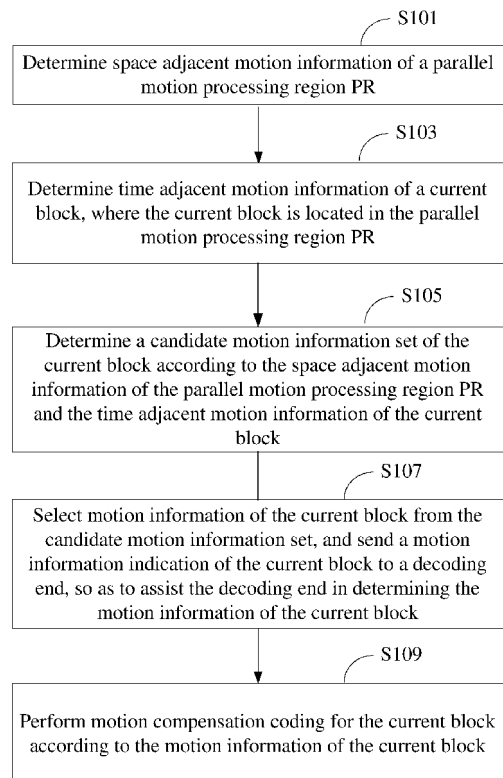 S101
Determine space adjacent motion information of a parallel
motion processing region PR
S103
Determine time adjacent motion information of a current
block, where the current block is located in the parallel
motion processing region PR
S105
Determine a candidate motion information set of the
current block according to the space adjacent motion
information of the parallel motion processing region PR
and the time adjacent motion information of the current
block
S107
Select motion information of the current block from the
candidate motion information set, and send a motion
information indication of the current block to a decoding
end, so as to assist the decoding end in determining the
motion information of the current block
S109
Perform motion compensation coding for the current block
according to the motion information of the current block